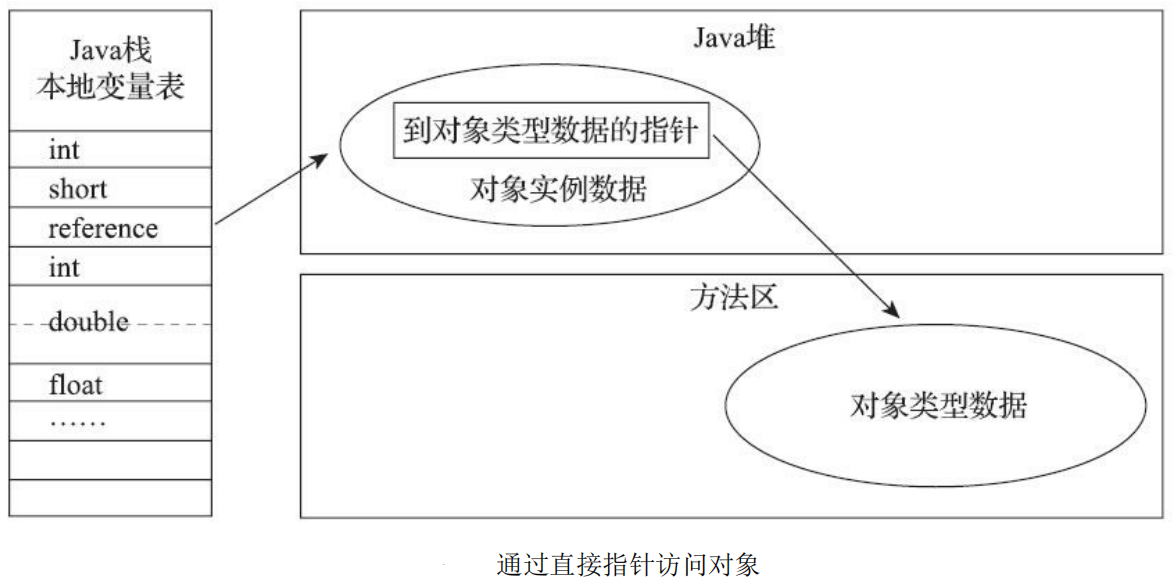 Java栈
本地变量表
int
short
reference
int
double
float
······
Java堆
到对象类型数据的指针
对象实例数据
方法区
对象类型数据
通过直接指针访问对象